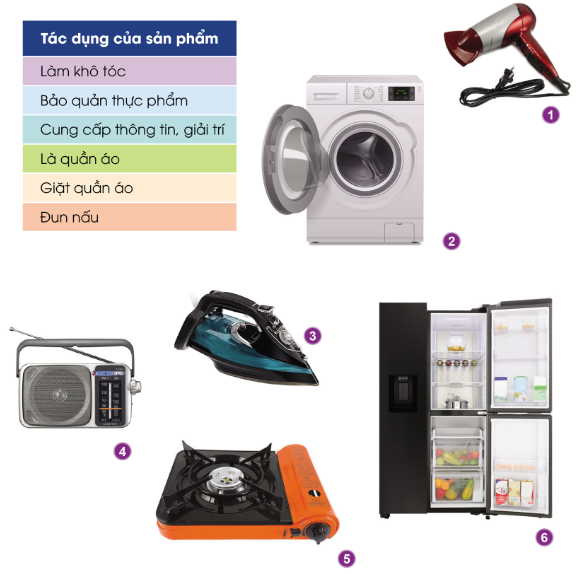 Tác dụng của sản phẩm
Làm khô tóc
Bảo quản thực phẩm
Cung cấp thông tin, giải trí
Là quần áo
Giặt quần áo
Đun nấu
1
2
3
4
5
6